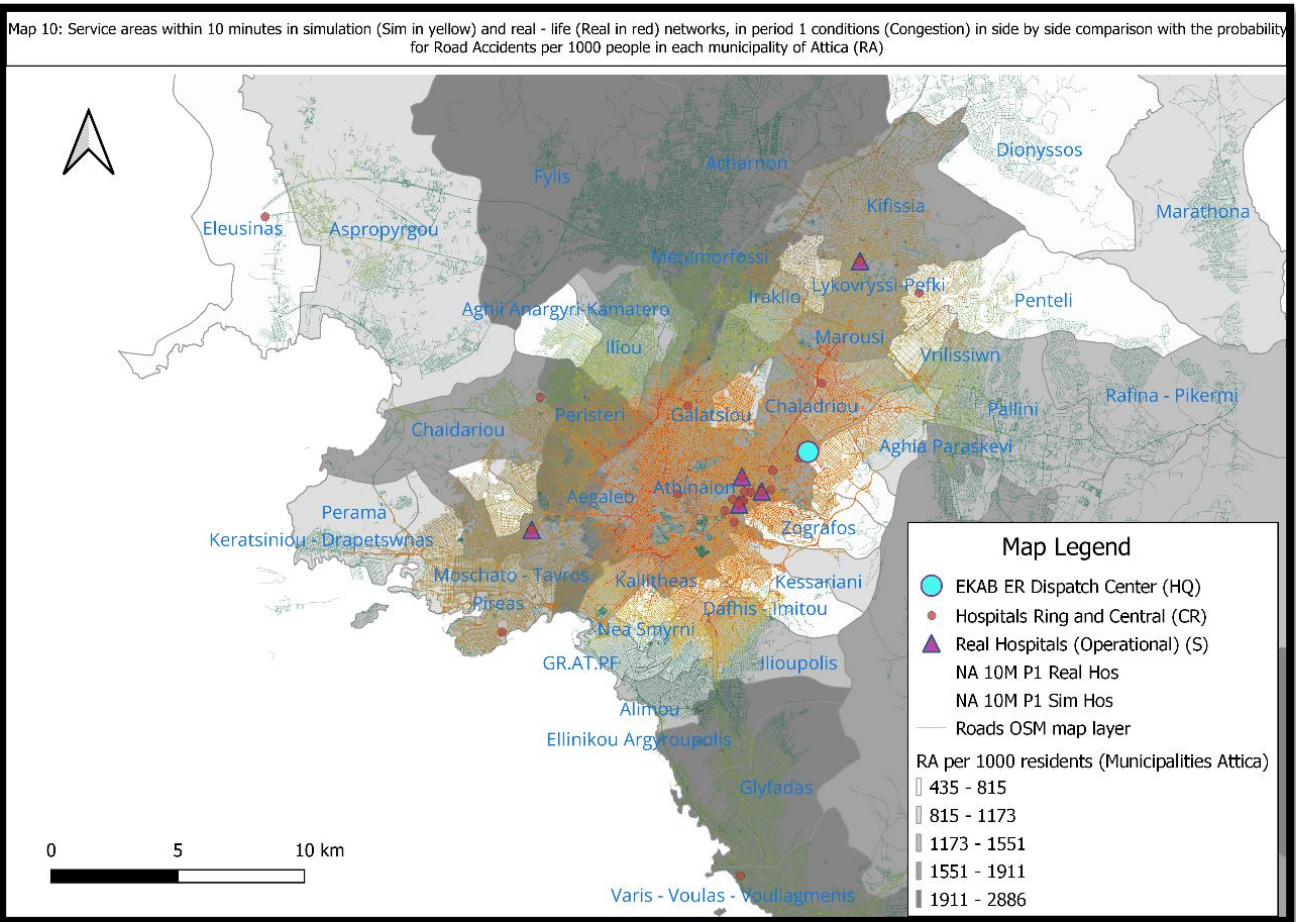 Map 10: Service areas within 10 minutes in simulation (Sim in yellow) and real - life (Real in red) networks, in period 1 conditions (Congestion) in side by side comparison with the probability
for Road Accidents per 1000 people in each municipality of Attica (RA)
Dionyssos
Acharnon
Fylis
Kifissia
Marathona
Eleusinas
Aspropyrgou
Metamorfossi
Lykovryssi-Pefki
Iraklio
Penteli
Aghii Anargyri-Kamatero
Marousi
Iliou
Vrilissiwn
Rafina - Pikermi
Galatsiou
Chaladriou
Pallini
Peristeri
Chaidariou
Aghia Paraskevi
Athinaion
Aegaleo
Perama
Zografos
Keratsiniou - Drapetswnas
Moschato - Tavros
Kallitheas
Kessariani
Pireas
Dafnis - Imitou
Nea Smyrni
GR.AT.PF
Ilioupolis
Alimou
Ellinikou Argyroupolis
Glyfadas
Varis - Voulas - Vouliagmenis
0 5 10 km
Map Legend
EKAB ER Dispatch Center (HQ)
Hospitals Ring and Central (CR)
Real Hospitals (Operational) (S)
NA 10M P1 Real Hos
NA 10M P1 Sim Hos
Roads OSM map layer
RA per 1000 residents (Municipalities Attica)
435 - 815
815 - 1173
1173 - 1551
1551 - 1911
1911 - 2886